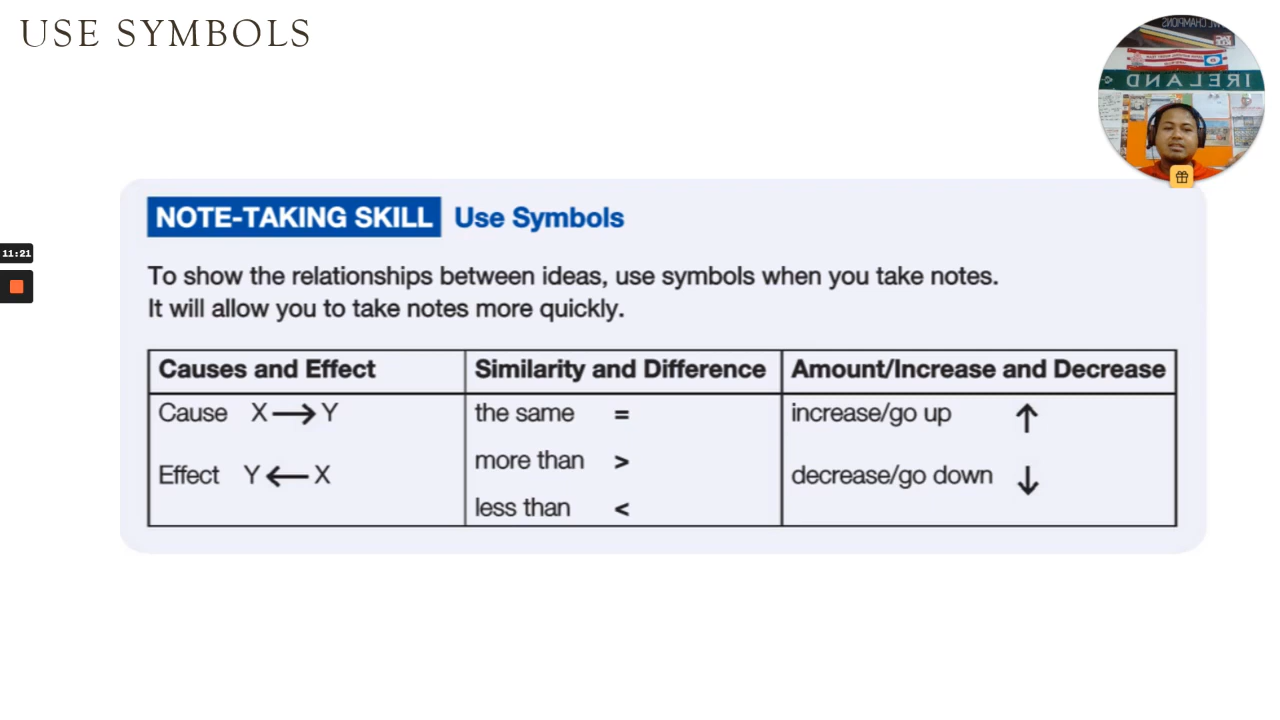 USE SYMBOLS
IRELAND
11:21
NOTE-TAKING SKILL Use Symbols
To show the relationships between ideas, use symbols when you take notes.
It will allow you to take notes more quickly.
Causes and Effect Similarity and Difference Amount/Increase and Decrease
Cause X → Y the same = increase/go up ↑
more than >
Effect Y ← X decrease/go down ↓
less than <